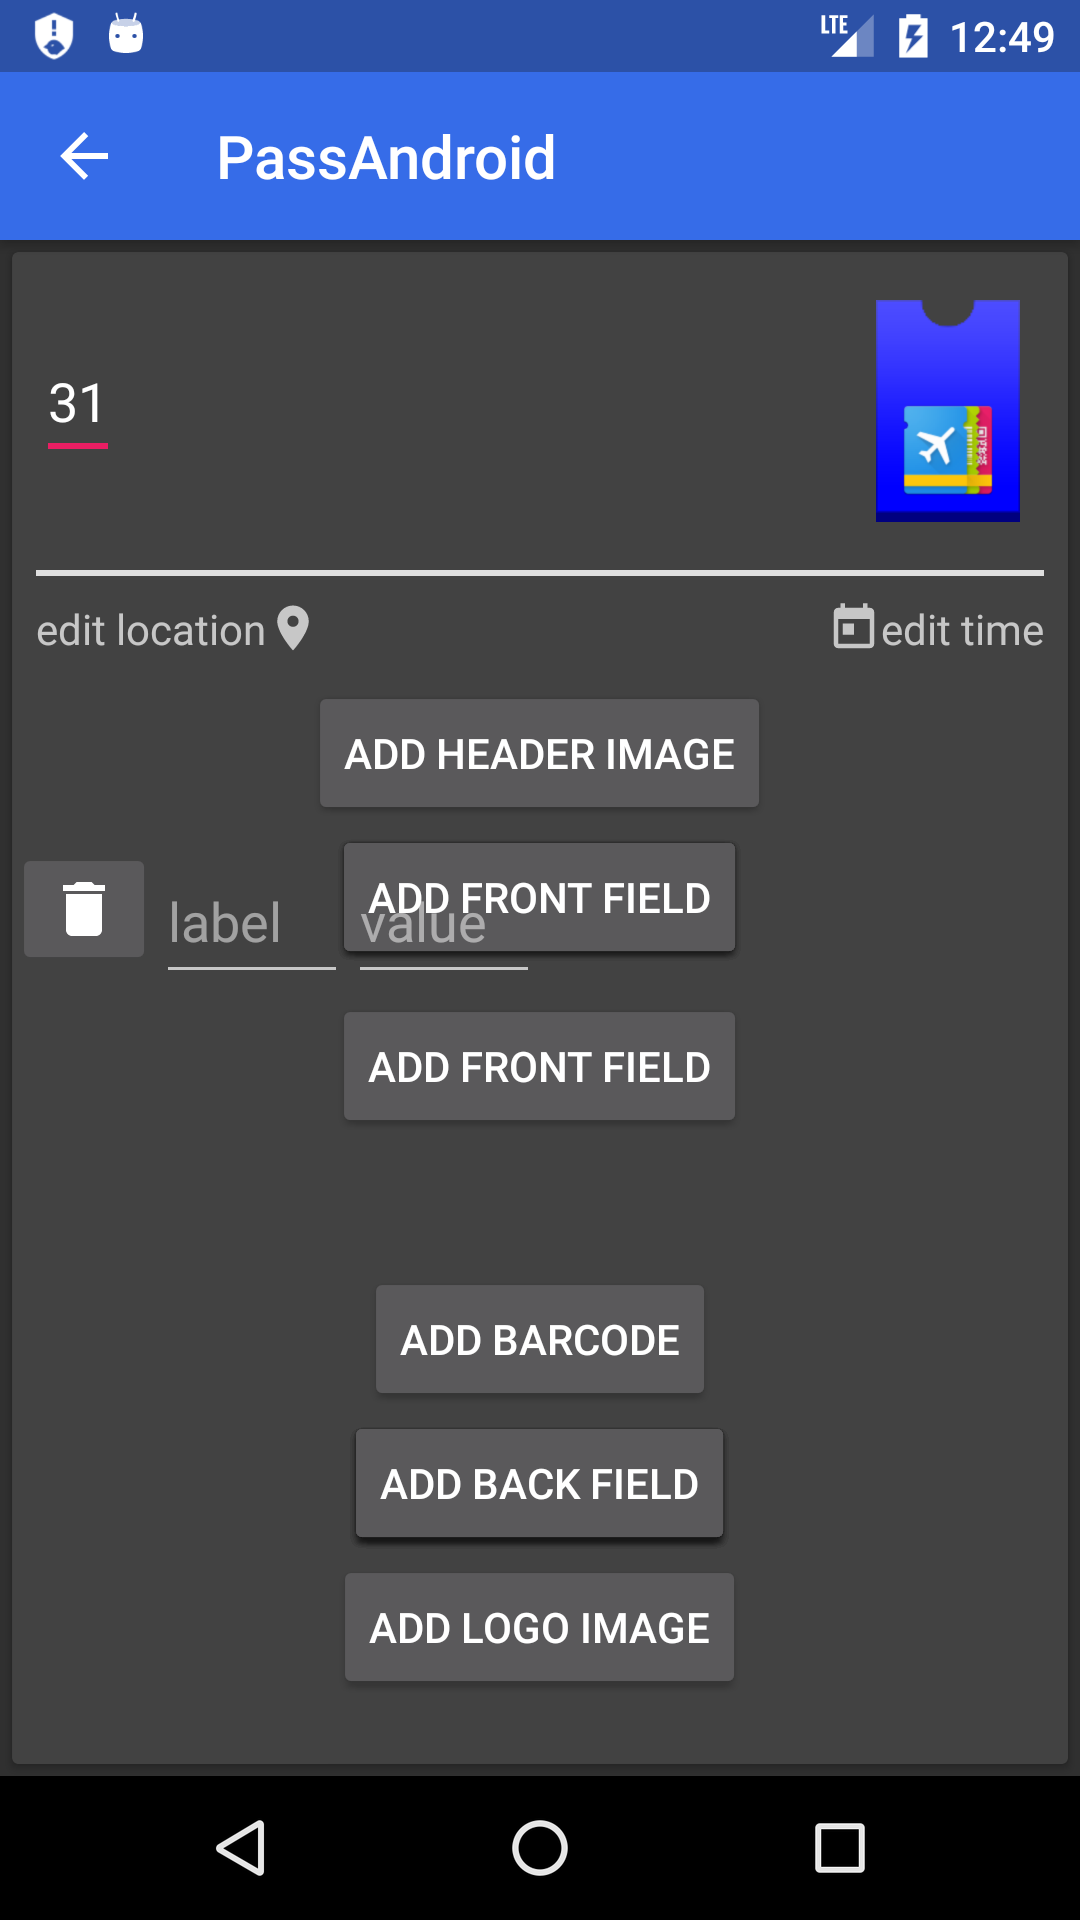 LTE 12:49
PassAndroid
31
edit location edit time
ADD HEADER IMAGE
ADD FRONT FIELD
label value
ADD FRONT FIELD
ADD BARCODE
ADD BACK FIELD
ADD LOGO IMAGE